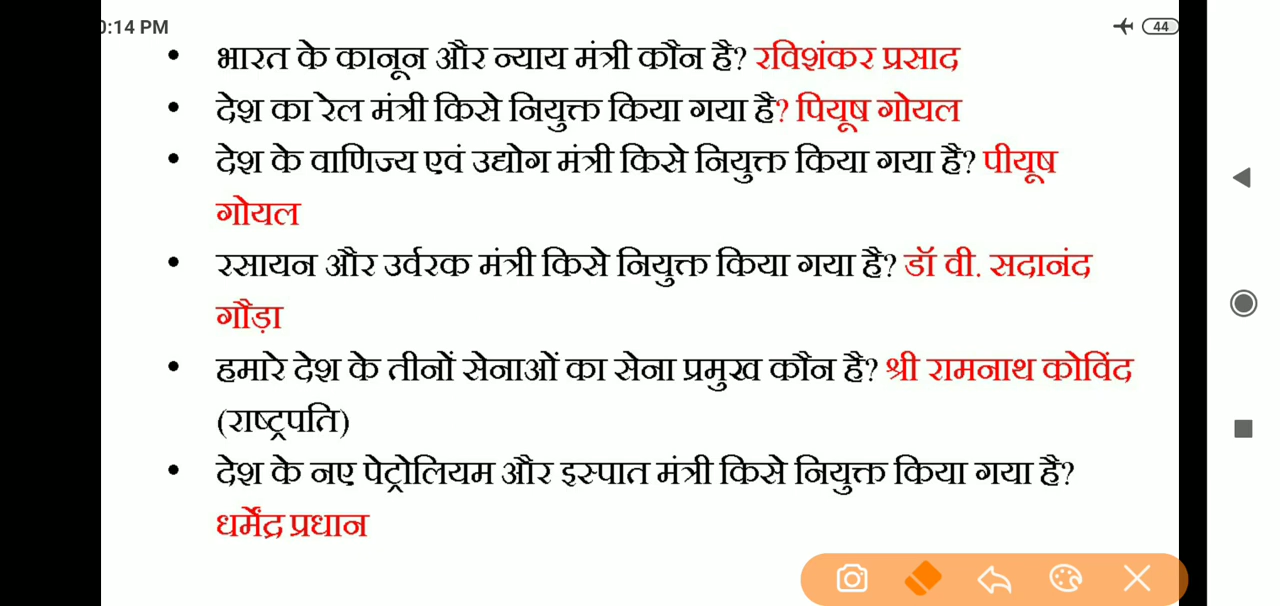 0:14 PM
44
• भारत के कानून और न्याय मंत्री कौन है? रविशंकर प्रसाद
• देश का रेल मंत्री किसे नियुक्त किया गया है? पियूष गोयल
• देश के वाणिज्य एवं उद्योग मंत्री किसे नियुक्त किया गया है? पीयूष
गोयल
• रसायन और उर्वरक मंत्री किसे नियुक्त किया गया है? डॉ वी. सदानंद
गौड़ा
• हमारे देश के तीनों सेनाओं का सेना प्रमुख कौन है? श्री रामनाथ कोविंद
(राष्ट्रपति)
• देश के नए पेट्रोलियम और इस्पात मंत्री किसे नियुक्त किया गया है?
धर्मेंद्र प्रधान